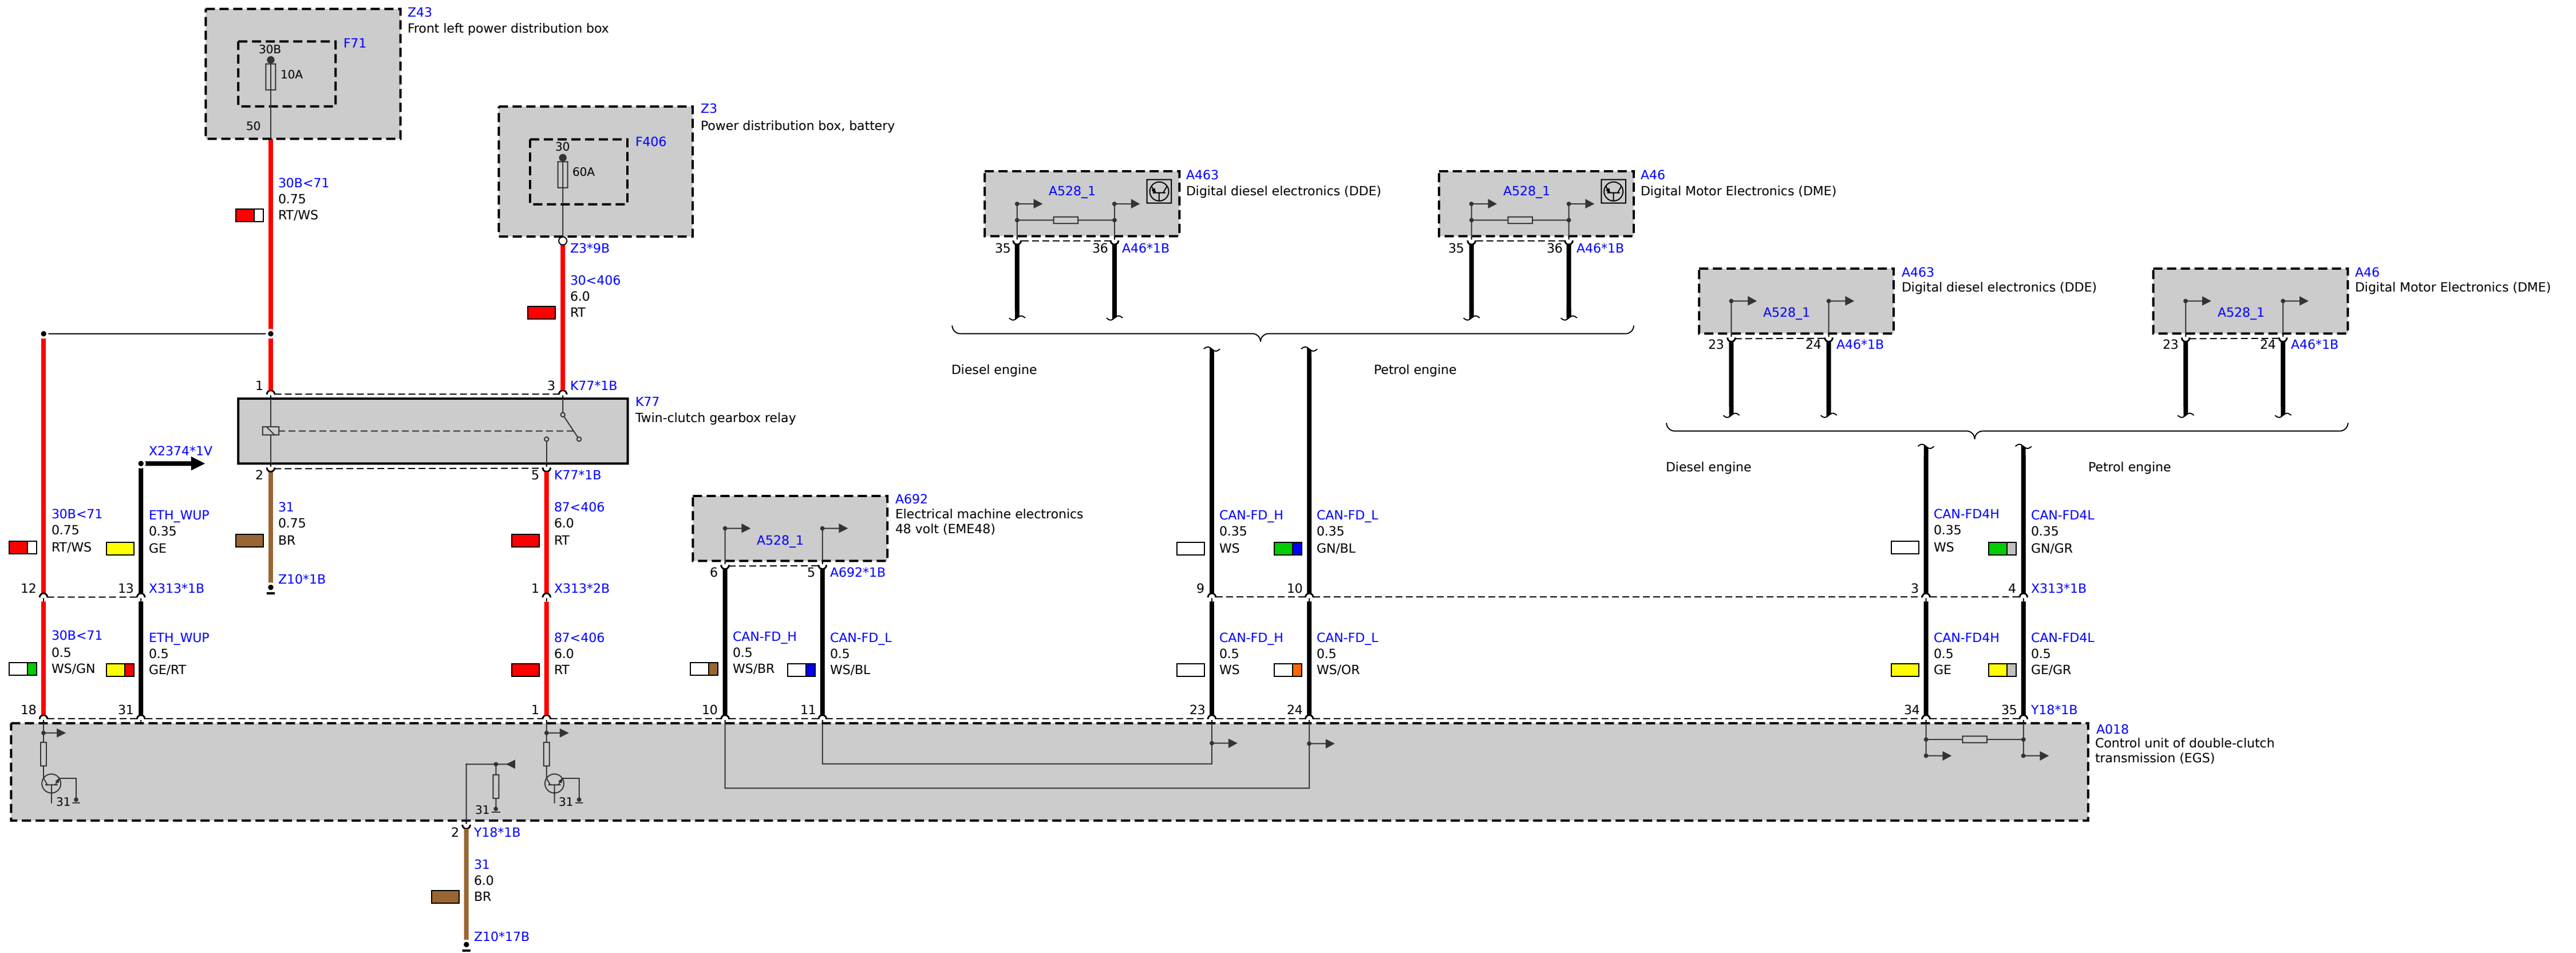 Z43
Front left power distribution box
F71
30B
10A
50
Z3
Power distribution box, battery
F406
30
60A
30B<71
0.75
RT/WS
Z3*9B
30<406
6.0
RT
A528_1
A463
Digital diesel electronics (DDE)
35
36
A46*1B
A528_1
A46
Digital Motor Electronics (DME)
35
36
A46*1B
A463
Digital diesel electronics (DDE)
A528_1
23
24
A46*1B
A46
Digital Motor Electronics (DME)
A528_1
23
24
A46*1B
Diesel engine
Petrol engine
Diesel engine
Petrol engine
1
3
K77*1B
K77
Twin-clutch gearbox relay
X2374*1V
2
5
K77*1B
30B<71
0.75
RT/WS
ETH_WUP
0.35
GE
31
0.75
BR
Z10*1B
87<406
6.0
RT
A692
Electrical machine electronics
48 volt (EME48)
A528_1
6
5
A692*1B
CAN-FD_H
0.35
WS
CAN-FD_L
0.35
GN/BL
CAN-FD4H
0.35
WS
CAN-FD4L
0.35
GN/GR
12
13
X313*1B
1
X313*2B
9
10
3
4
X313*1B
30B<71
0.5
WS/GN
ETH_WUP
0.5
GE/RT
87<406
6.0
RT
CAN-FD_H
0.5
WS/BR
CAN-FD_L
0.5
WS/BL
CAN-FD_H
0.5
WS
CAN-FD_L
0.5
WS/OR
CAN-FD4H
0.5
GE
CAN-FD4L
0.5
GE/GR
18
31
1
10
11
23
24
34
35
Y18*1B
A018
Control unit of double-clutch
transmission (EGS)
31
31
31
2
Y18*1B
31
6.0
BR
Z10*17B